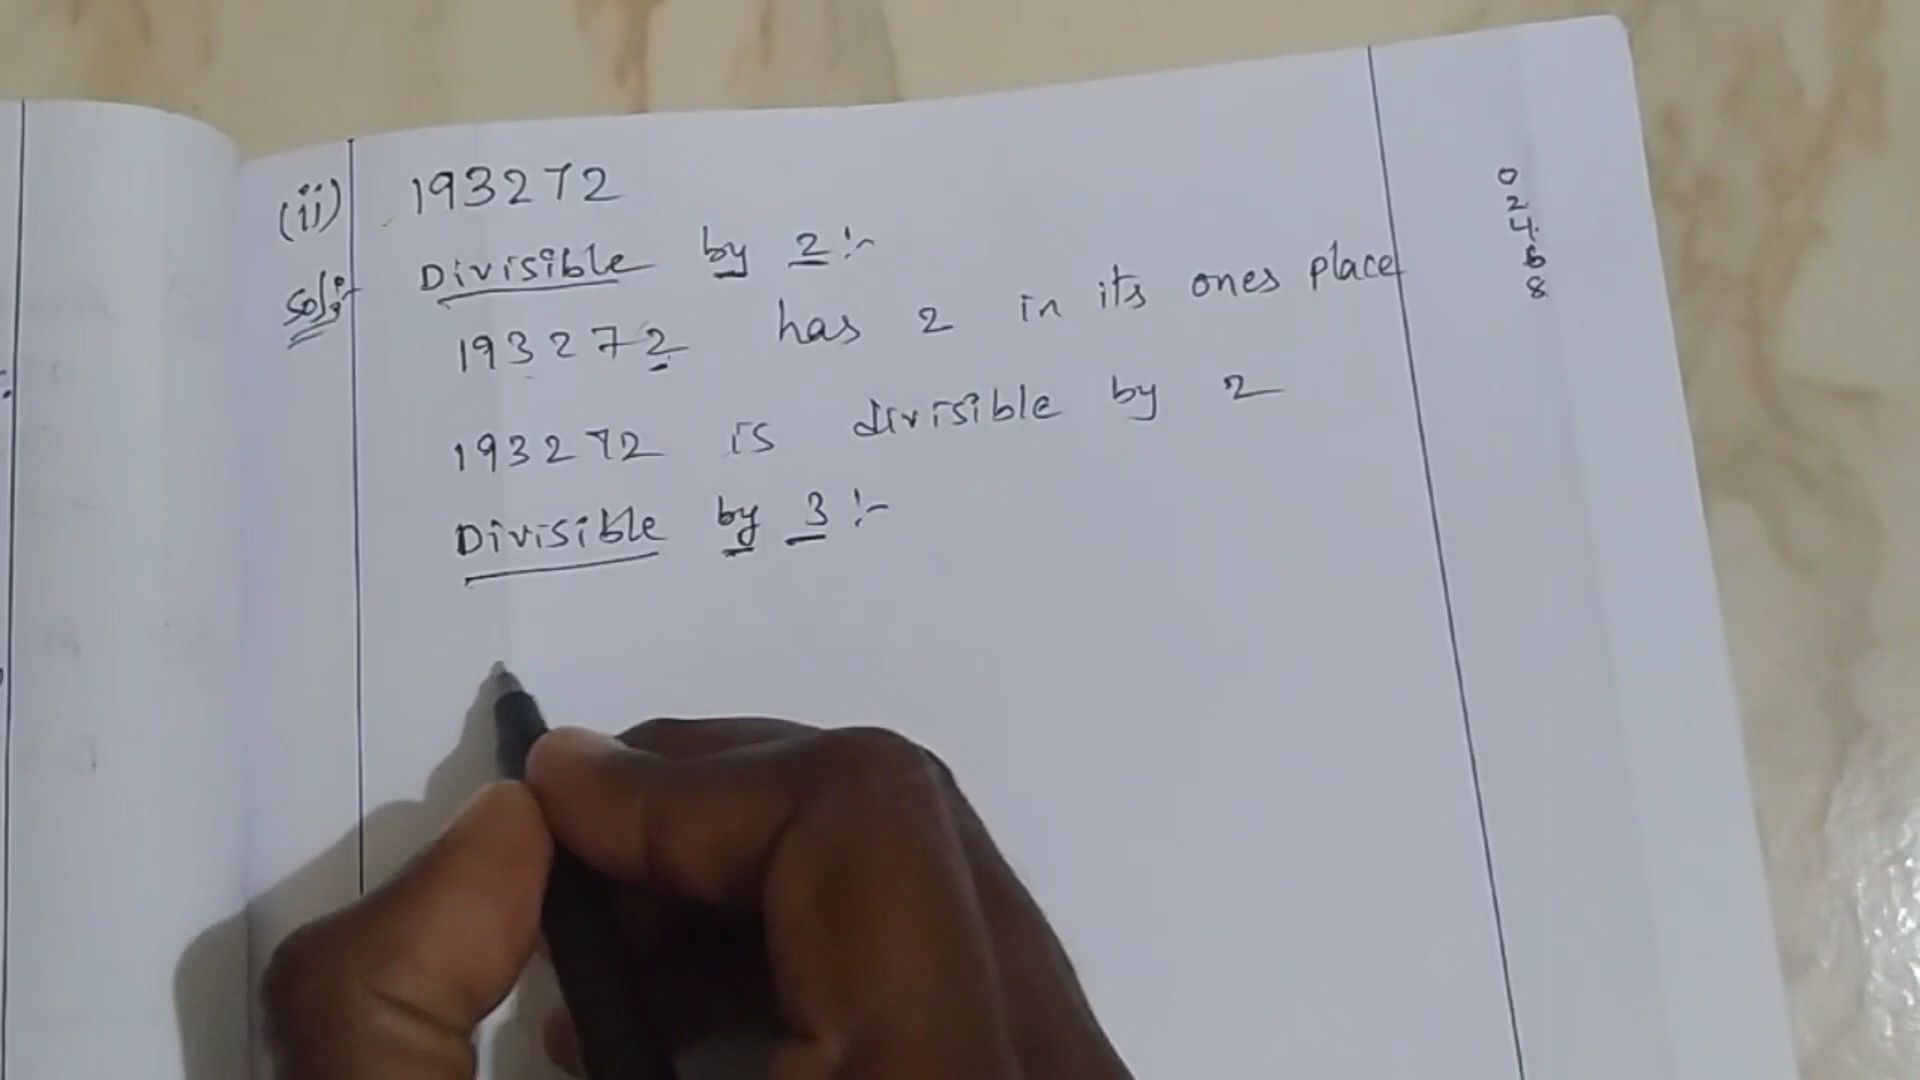 (ii) 193272
Sol:- Divisible by 2 :-
193272 has 2 in its ones place
193272 is divisible by 2
Divisible by 3 :-
0
2
4
6
8